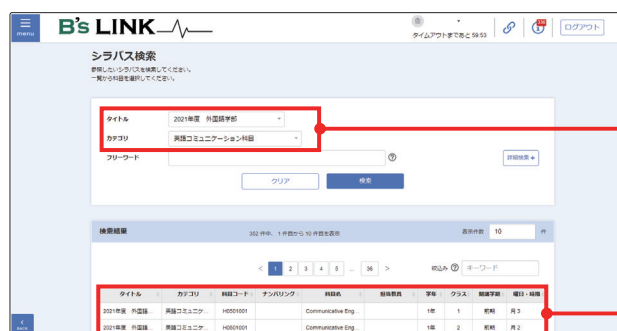 menu
B's LINK
タイムアウトまであと 59:53
ログアウト
シラバス検索
参照したいシラバスを検索してください。
一覧から科目を選択してください。
タイトル 2021年度 外国語学部
カテゴリ 英語コミュニケーション科目
フリーワード
詳細検索 +
クリア 検索
検索結果 352 件中、1 件目から 10 件目を表示 表示件数 10 件
< 1 2 3 4 5 ... 36 > 絞込み キーワード
タイトル カテゴリ 科目コード ナンバリング 科目名 担当教員 学年 クラス 開講学期 曜日・時限
2021年度 外国語... 英語コミュニケ... H0501001 Communicative Eng... 1年 1 前期 月3
2021年度 外国語... 英語コミュニケ... H0501001 Communicative Eng... 1年 2 前期 月2
BACK